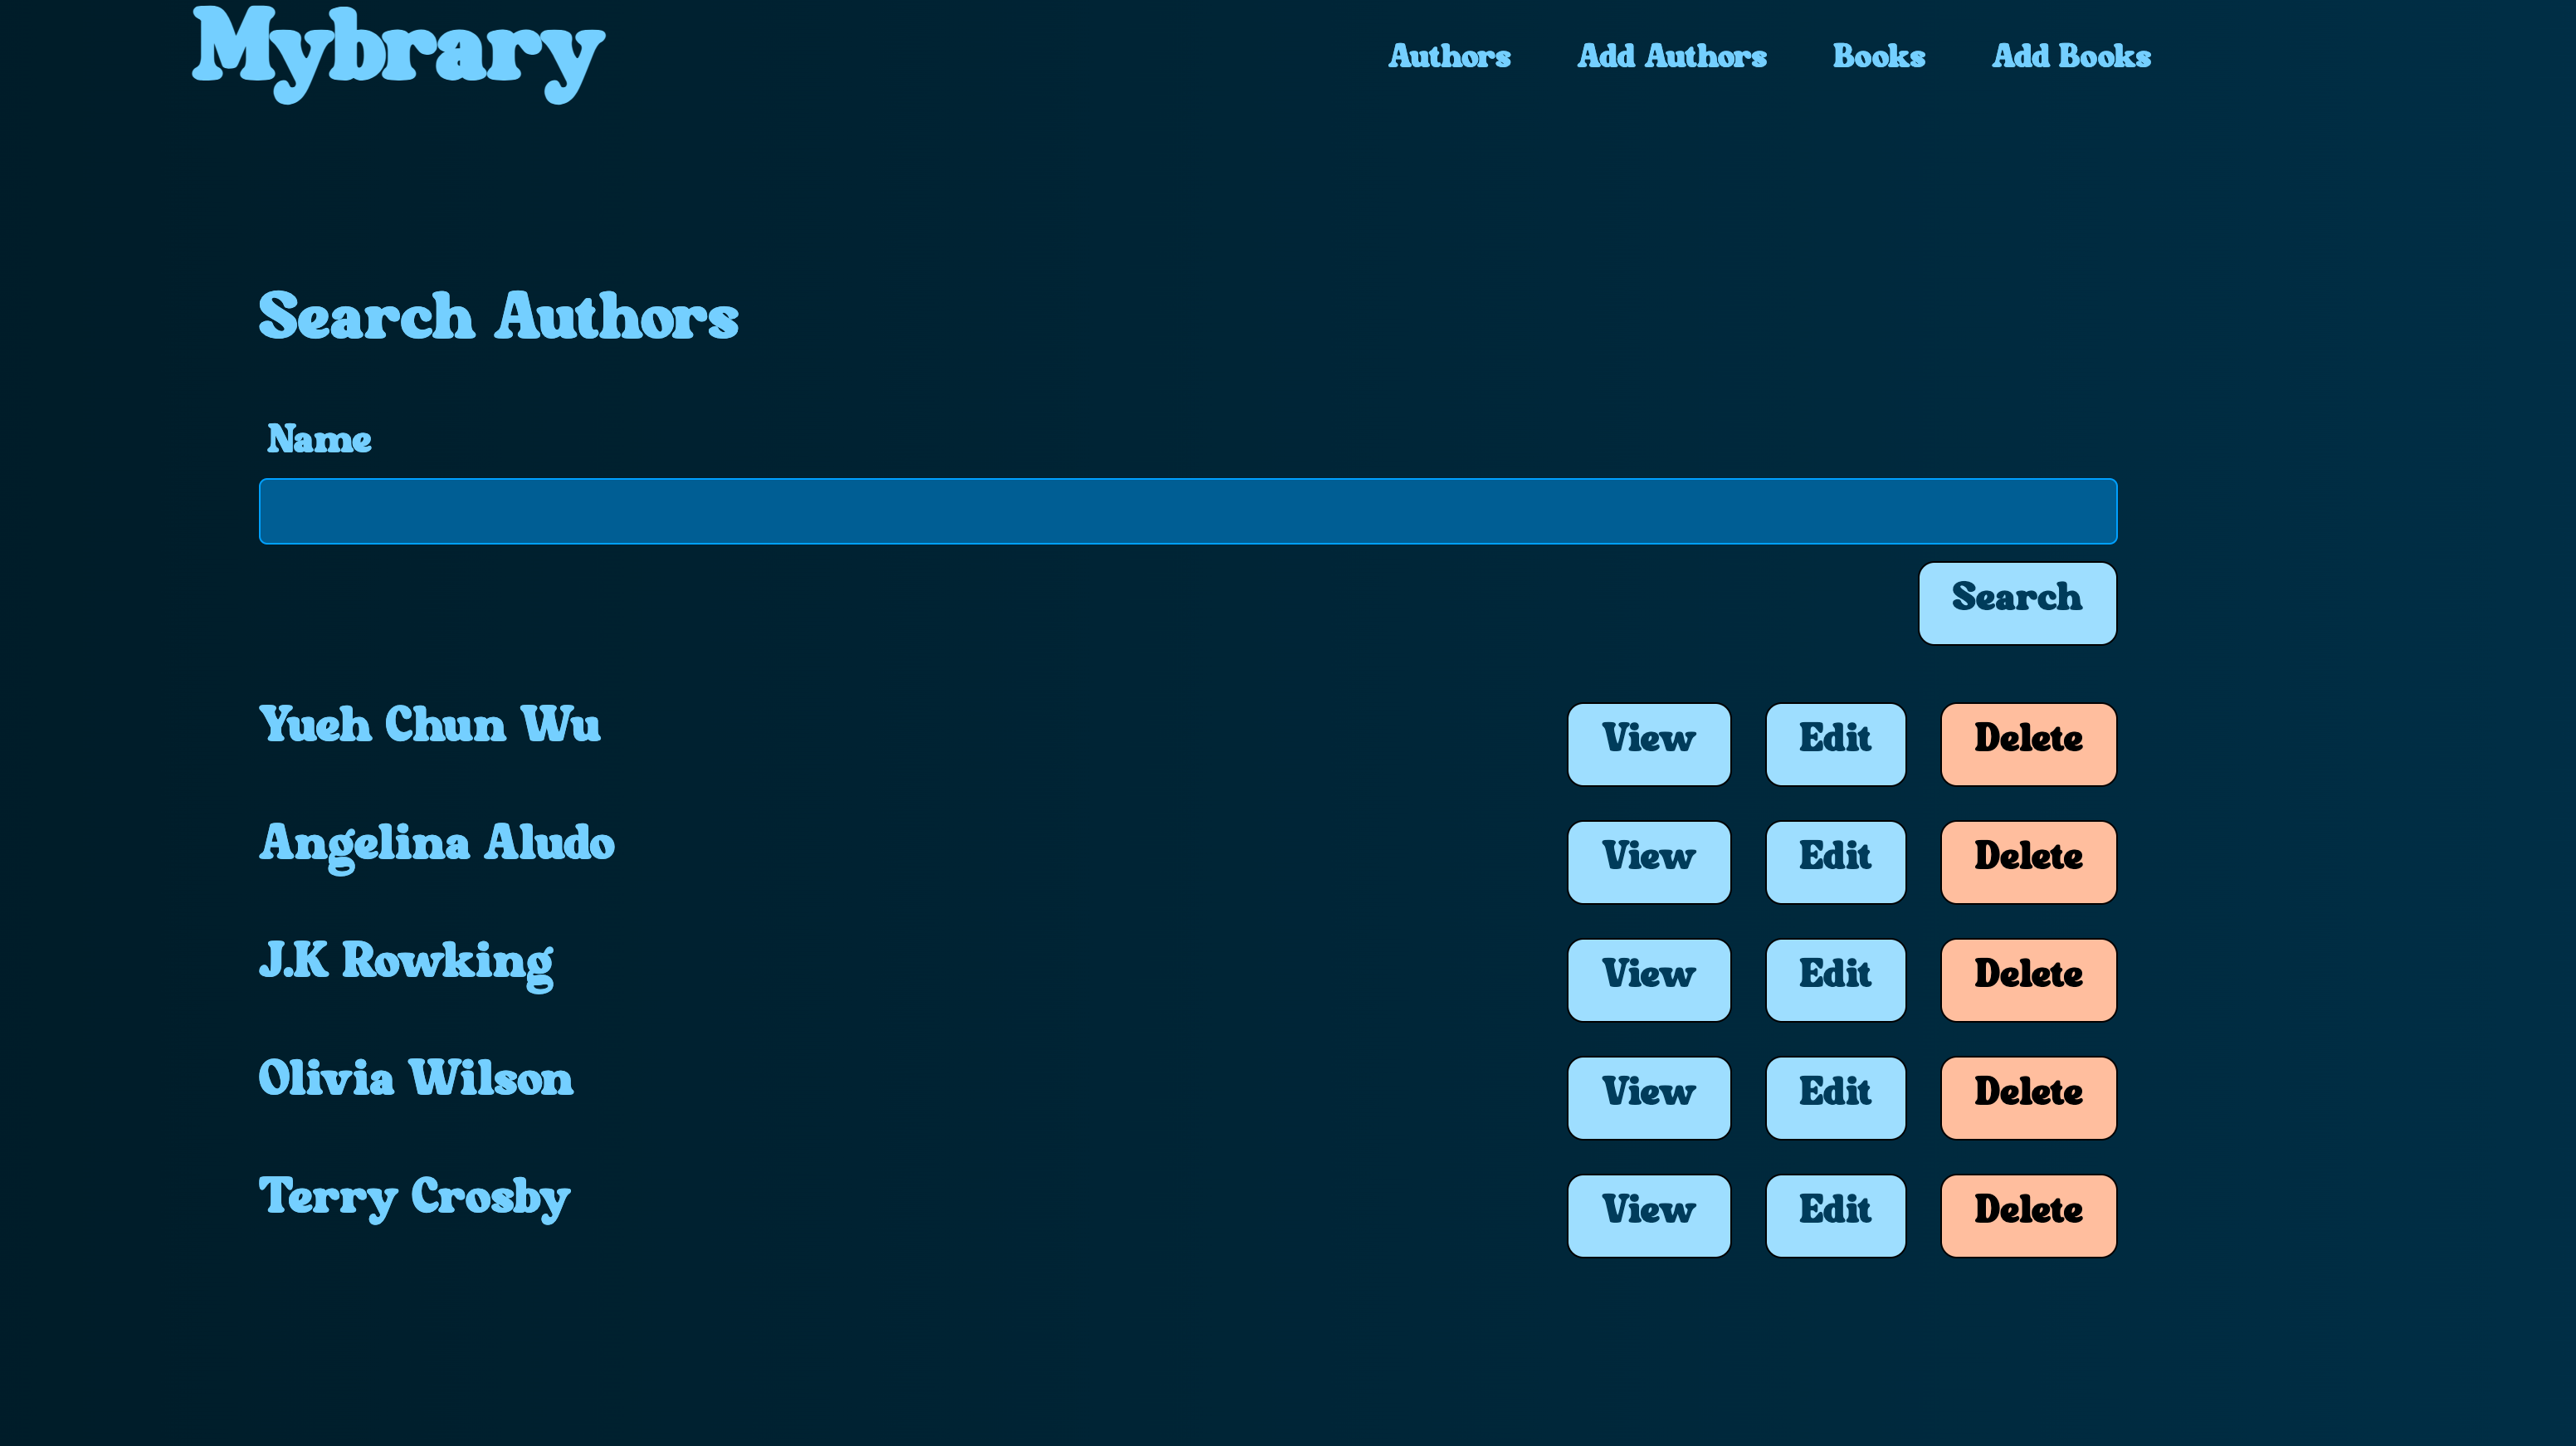 Mybrary Authors Add Authors Books Add Books
Search Authors
Name
Search
Yueh Chun Wu View Edit Delete
Angelina Aludo View Edit Delete
J.K Rowking View Edit Delete
Olivia Wilson View Edit Delete
Terry Crosby View Edit Delete